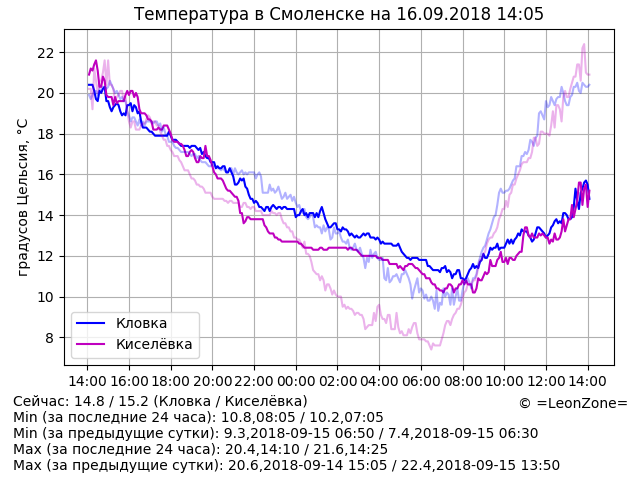 Температура в Смоленске на 16.09.2018 14:05
градусов Цельсия, °C
22
20
18
16
14
12
10
8
Кловка
Киселёвка
14:00 16:00 18:00 20:00 22:00 00:00 02:00 04:00 06:00 08:00 10:00 12:00 14:00
Сейчас: 14.8 / 15.2 (Кловка / Киселёвка)
© =LeonZone=
Min (за последние 24 часа): 10.8,08:05 / 10.2,07:05
Min (за предыдущие сутки): 9.3,2018-09-15 06:50 / 7.4,2018-09-15 06:30
Max (за последние 24 часа): 20.4,14:10 / 21.6,14:25
Max (за предыдущие сутки): 20.6,2018-09-14 15:05 / 22.4,2018-09-15 13:50